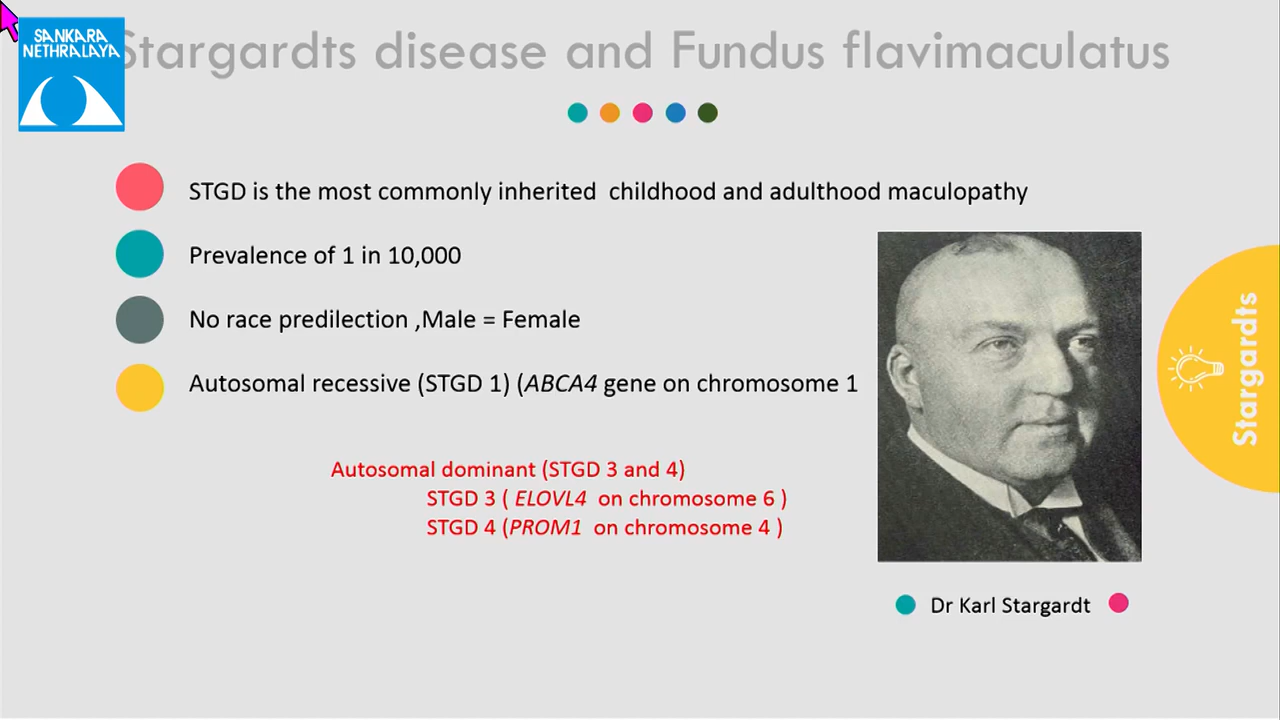 SANKARA
NETHRALAYA
Stargardts disease and Fundus flavimaculatus
STGD is the most commonly inherited childhood and adulthood maculopathy
Prevalence of 1 in 10,000
No race predilection ,Male = Female
Autosomal recessive (STGD 1) (ABCA4 gene on chromosome 1
Autosomal dominant (STGD 3 and 4)
STGD 3 ( ELOVL4 on chromosome 6 )
STGD 4 (PROM1 on chromosome 4 )
Dr Karl Stargardt
Stargardts